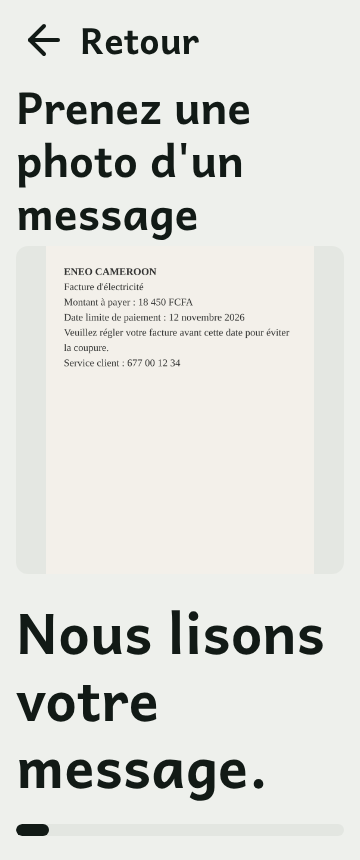 Retour
Prenez une
photo d'un
message
ENEO CAMEROON
Facture d'électricité
Montant à payer : 18 450 FCFA
Date limite de paiement : 12 novembre 2026
Veuillez régler votre facture avant cette date pour éviter
la coupure.
Service client : 677 00 12 34
Nous lisons
votre
message.